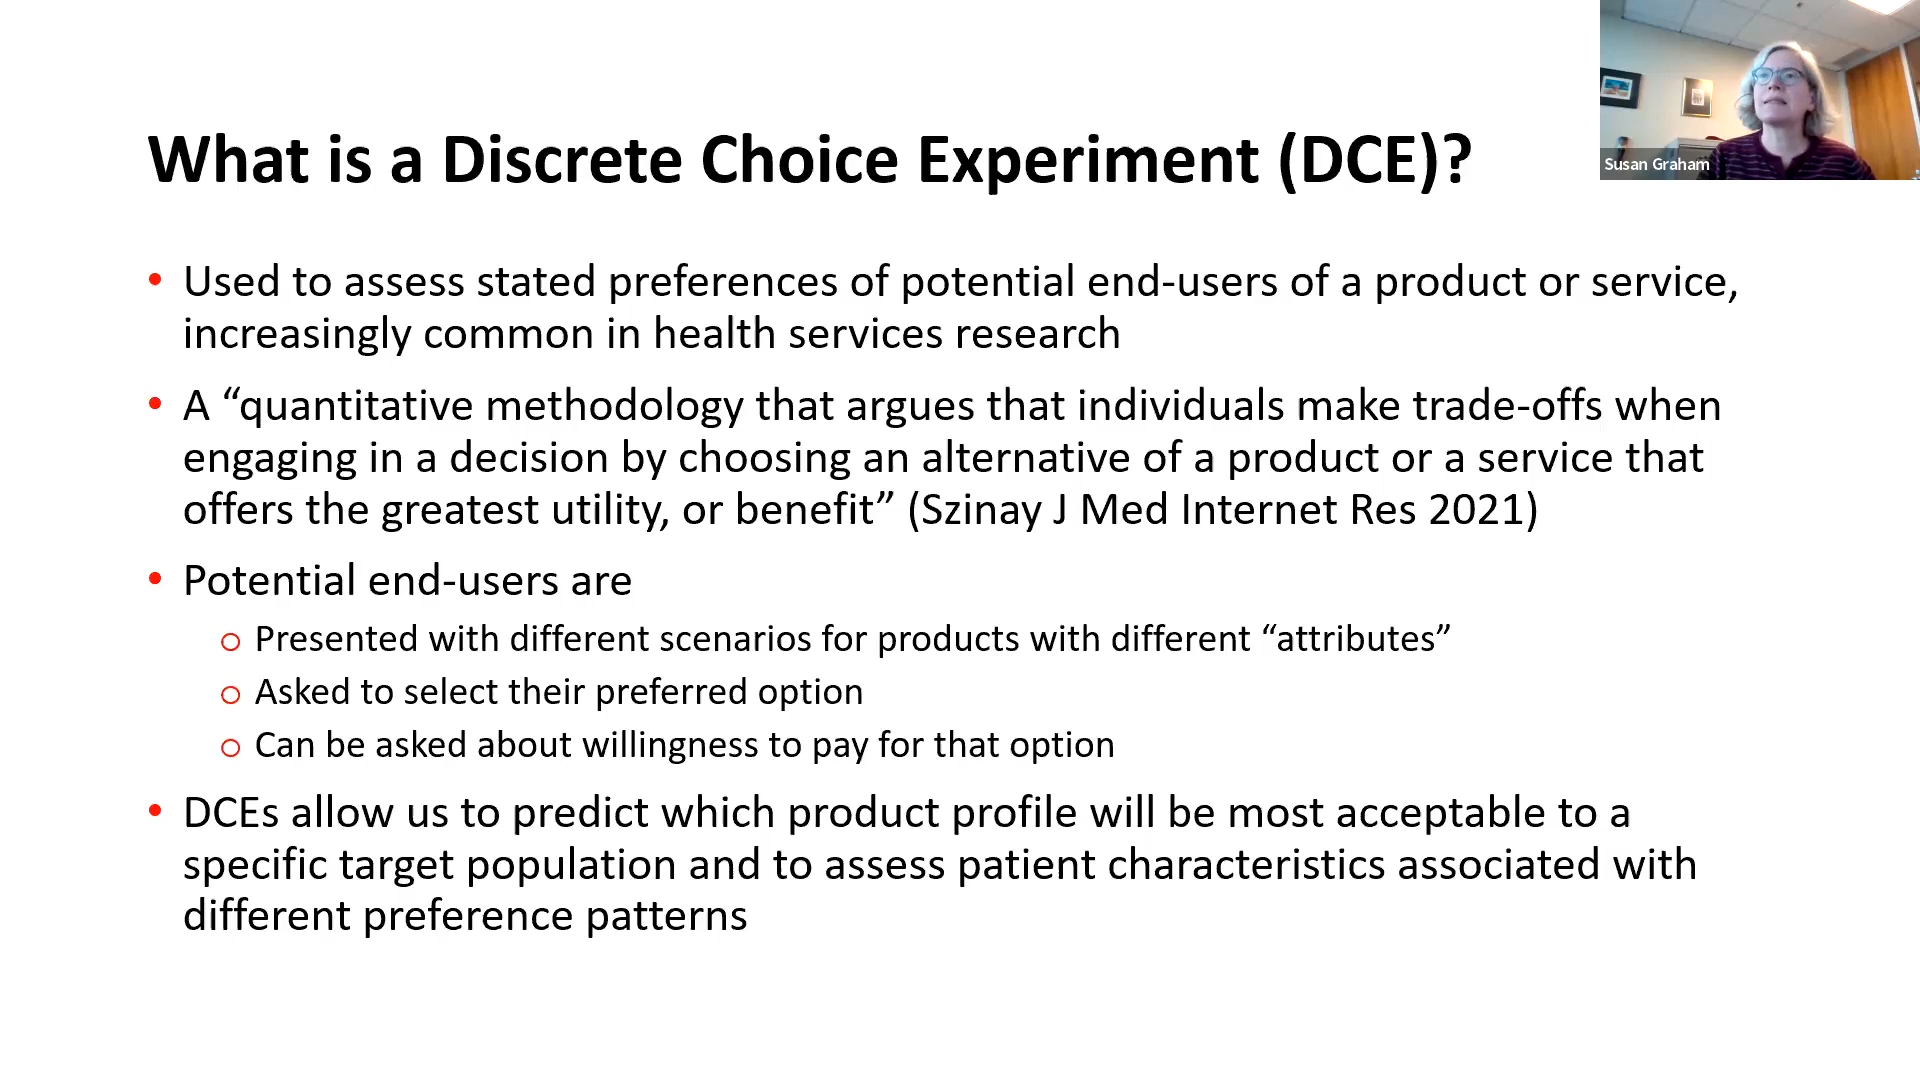 What is a Discrete Choice Experiment (DCE)?
Susan Graham
• Used to assess stated preferences of potential end-users of a product or service,
increasingly common in health services research
• A “quantitative methodology that argues that individuals make trade-offs when
engaging in a decision by choosing an alternative of a product or a service that
offers the greatest utility, or benefit” (Szinay J Med Internet Res 2021)
• Potential end-users are
o Presented with different scenarios for products with different “attributes”
o Asked to select their preferred option
o Can be asked about willingness to pay for that option
• DCEs allow us to predict which product profile will be most acceptable to a
specific target population and to assess patient characteristics associated with
different preference patterns